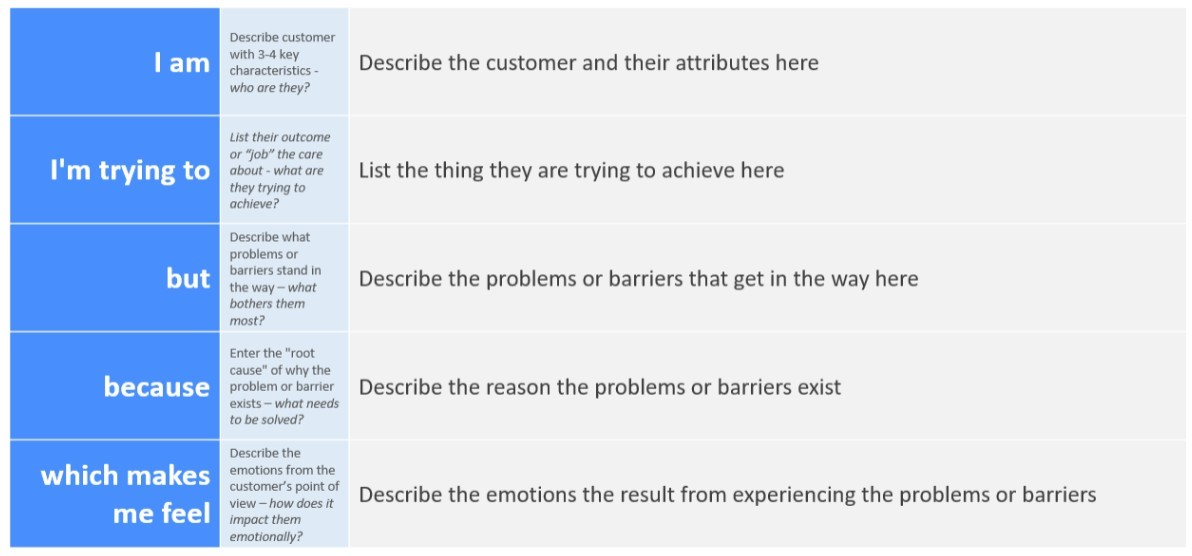 I am
Describe customer
with 3-4 key
characteristics -
who are they?
Describe the customer and their attributes here
I'm trying to
List their outcome
or "job" the care
about - what are
they trying to
achieve?
List the thing they are trying to achieve here
but
Describe what
problems or
barriers stand in
the way – what
bothers them
most?
Describe the problems or barriers that get in the way here
because
Enter the "root
cause" of why the
problem or barrier
exists – what needs
to be solved?
Describe the reason the problems or barriers exist
which makes
me feel
Describe the
emotions from the
customer's point of
view – how does it
impact them
emotionally?
Describe the emotions the result from experiencing the problems or barriers